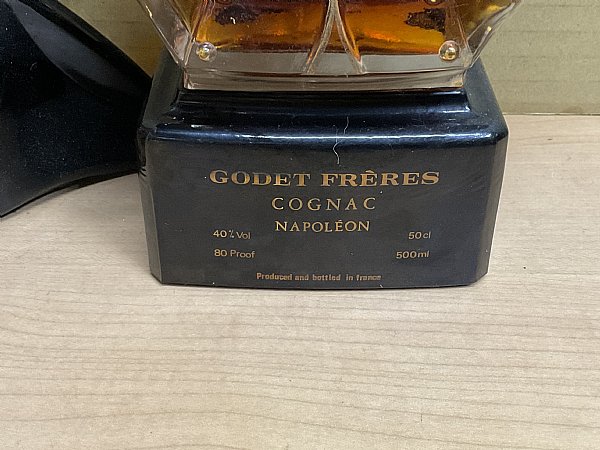 GODET FRÈRES
COGNAC
NAPOLÉON
40% Vol 50 cl
80 Proof 500ml
Produced and bottled in france